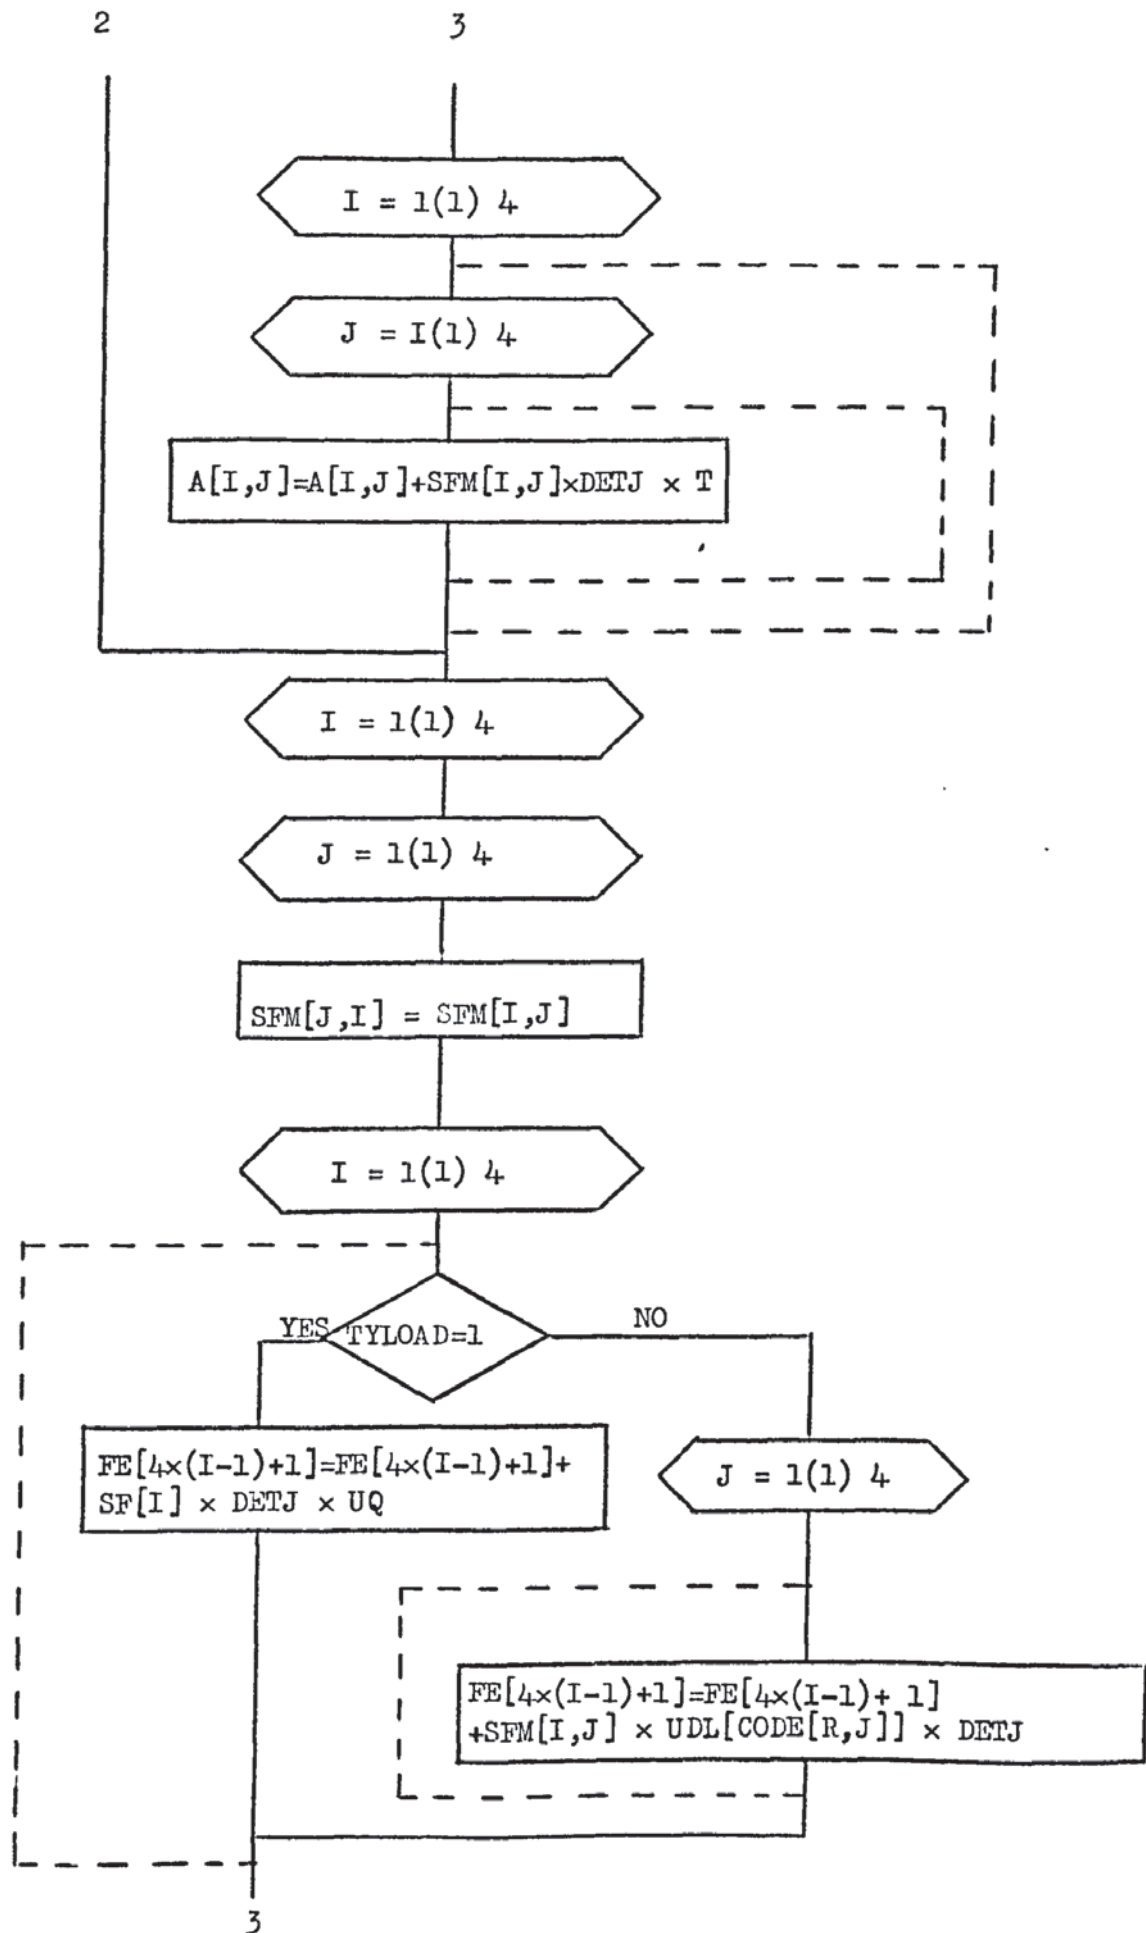 2
3
I = 1(1) 4
J = I(1) 4
A[I,J]=A[I,J]+SFM[I,J]×DETJ × T
I = 1(1) 4
J = 1(1) 4
SFM[J,I] = SFM[I,J]
I = 1(1) 4
YES
TYLOAD=1
NO
FE[4×(I-1)+1]=FE[4×(I-1)+1]+
SF[I] × DETJ × UQ
J = 1(1) 4
FE[4×(I-1)+1]=FE[4×(I-1)+ 1]
+SFM[I,J] × UDL[CODE[R,J]] × DETJ
3